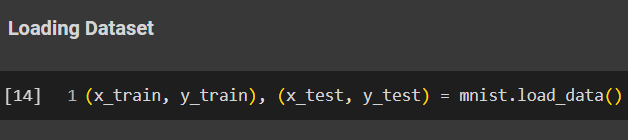 Loading Dataset
[14] 1 (x_train, y_train), (x_test, y_test) = mnist.load_data()